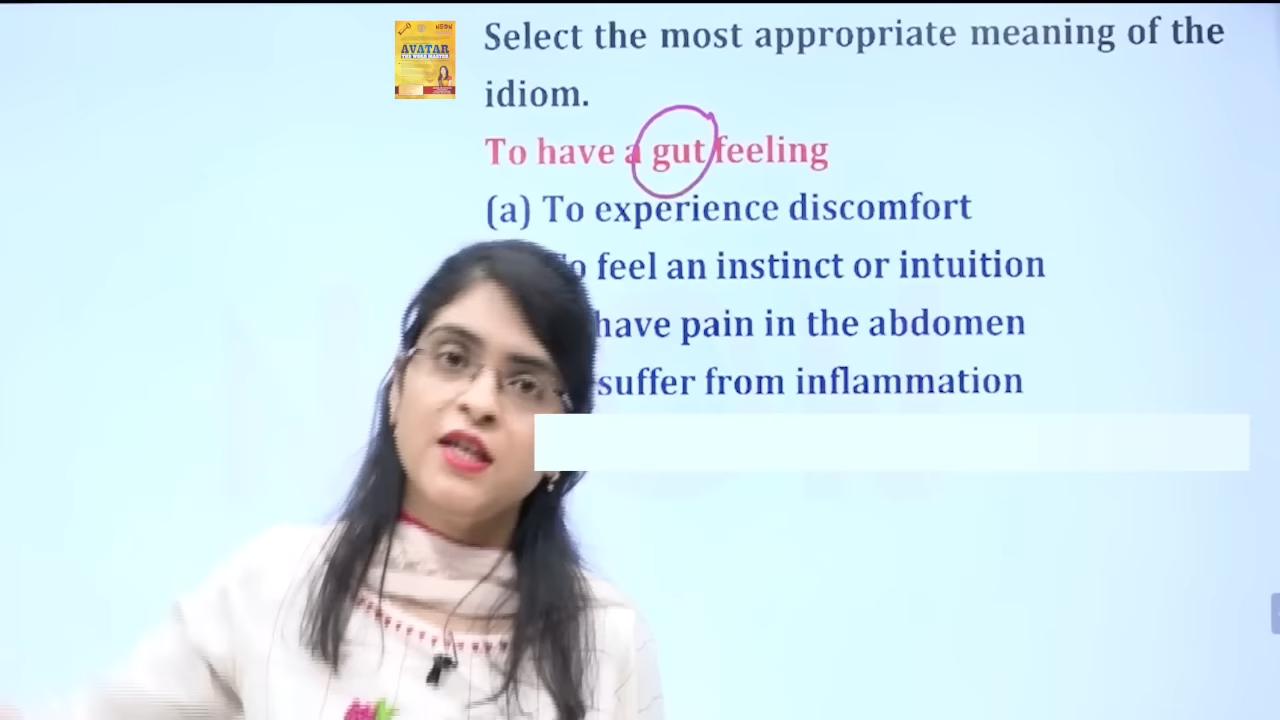 AVATAR
Select the most appropriate meaning of the
idiom.
To have a gut feeling
(a) To experience discomfort
feel an instinct or intuition
have pain in the abdomen
suffer from inflammation